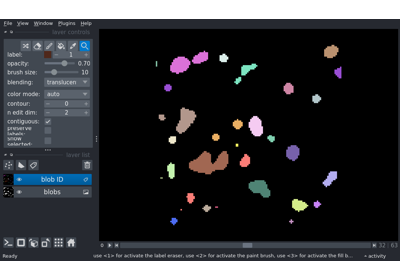 File View Window Plugins Help
layer controls
label: 1
opacity: 0.70
brush size: 10
blending: translucen
color mode: auto
contour: 0
n edit dim: 2
contiguous: ✓
preserve labels:
show selected:
layer list
blob ID
blobs
32 63
Ready
use <1> for activate the label eraser, use <2> for activate the paint brush, use <3> for activate the fill b...
activity